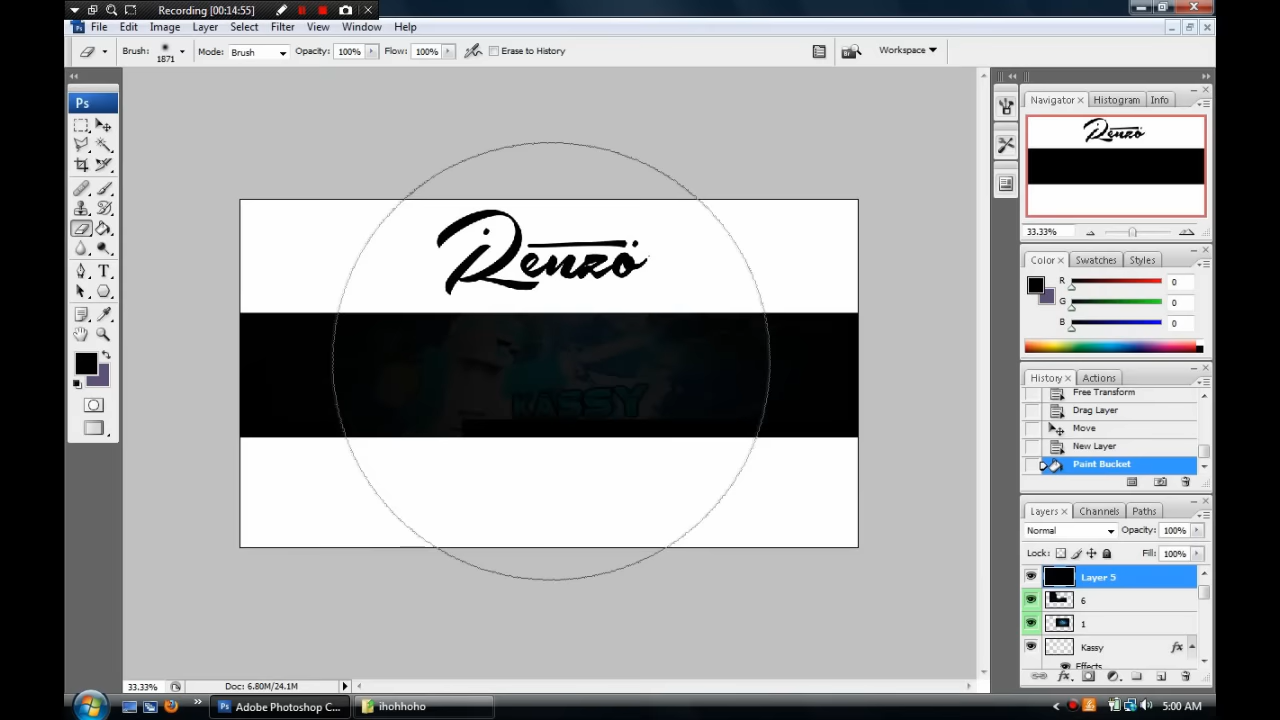 Recording [00:14:55]
File Edit Image Layer Select Filter View Window Help
Brush: 1871 Mode: Brush Opacity: 100% Flow: 100% Erase to History Workspace
Ps
Navigator Histogram Info
Renzo
33.33%
Color Swatches Styles
R 0
G 0
B 0
KASSY
History Actions
Free Transform
Drag Layer
Move
New Layer
Paint Bucket
Layers Channels Paths
Normal Opacity: 100%
Lock: Fill: 100%
Layer 5
6
1
Kassy fx
Effects
33.33% Doc: 6.80M/24.1M
Adobe Photoshop C... ihohhoho 5:00 AM